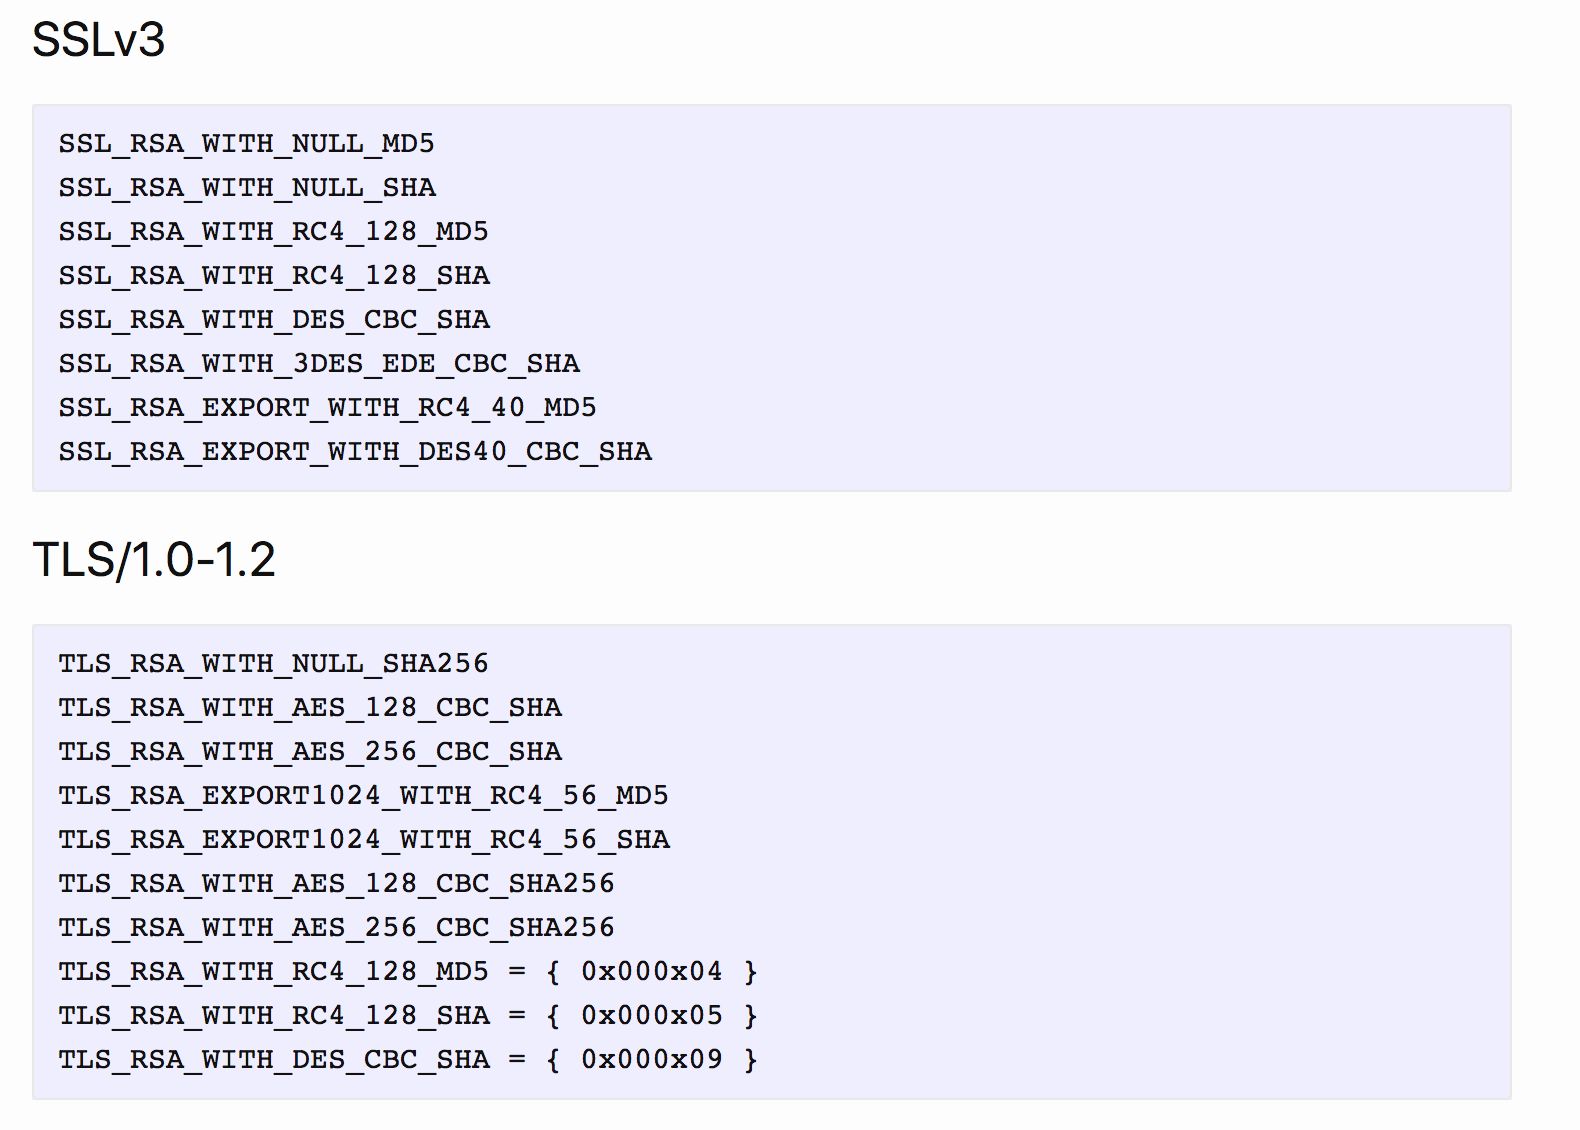 SSLv3
SSL_RSA_WITH_NULL_MD5
SSL_RSA_WITH_NULL_SHA
SSL_RSA_WITH_RC4_128_MD5
SSL_RSA_WITH_RC4_128_SHA
SSL_RSA_WITH_DES_CBC_SHA
SSL_RSA_WITH_3DES_EDE_CBC_SHA
SSL_RSA_EXPORT_WITH_RC4_40_MD5
SSL_RSA_EXPORT_WITH_DES40_CBC_SHA
TLS/1.0-1.2
TLS_RSA_WITH_NULL_SHA256
TLS_RSA_WITH_AES_128_CBC_SHA
TLS_RSA_WITH_AES_256_CBC_SHA
TLS_RSA_EXPORT1024_WITH_RC4_56_MD5
TLS_RSA_EXPORT1024_WITH_RC4_56_SHA
TLS_RSA_WITH_AES_128_CBC_SHA256
TLS_RSA_WITH_AES_256_CBC_SHA256
TLS_RSA_WITH_RC4_128_MD5 = { 0x000x04 }
TLS_RSA_WITH_RC4_128_SHA = { 0x000x05 }
TLS_RSA_WITH_DES_CBC_SHA = { 0x000x09 }